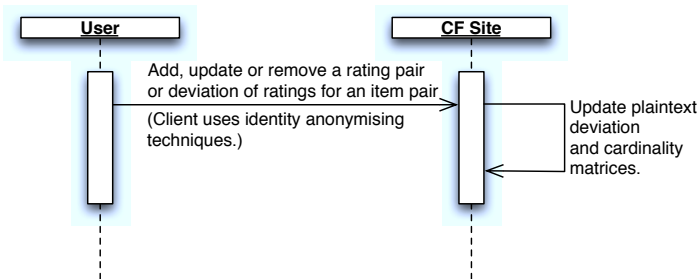 User
CF Site
Add, update or remove a rating pair
or deviation of ratings for an item pair
(Client uses identity anonymising
techniques.)
Update plaintext
deviation
and cardinality
matrices.